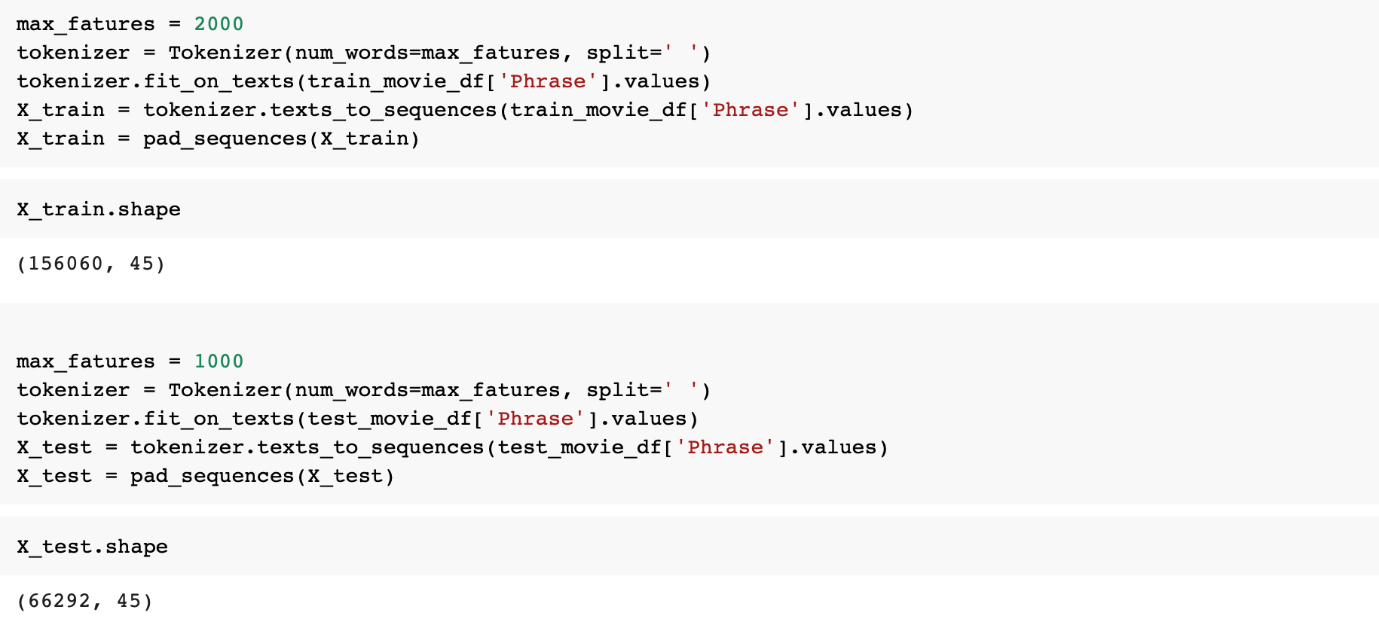 max_fatures = 2000
tokenizer = Tokenizer(num_words=max_fatures, split=' ')
tokenizer.fit_on_texts(train_movie_df['Phrase'].values)
X_train = tokenizer.texts_to_sequences(train_movie_df['Phrase'].values)
X_train = pad_sequences(X_train)
X_train.shape
(156060, 45)
max_fatures = 1000
tokenizer = Tokenizer(num_words=max_fatures, split=' ')
tokenizer.fit_on_texts(test_movie_df['Phrase'].values)
X_test = tokenizer.texts_to_sequences(test_movie_df['Phrase'].values)
X_test = pad_sequences(X_test)
X_test.shape
(66292, 45)